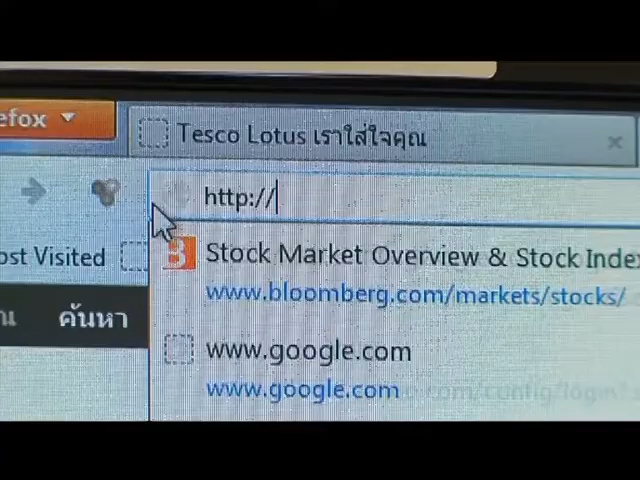 efox
Tesco Lotus เราใส่ใจคุณ
http://
ost Visited
Stock Market Overview & Stock Index
www.bloomberg.com/markets/stocks/
ค้นหา
www.google.com
www.google.com